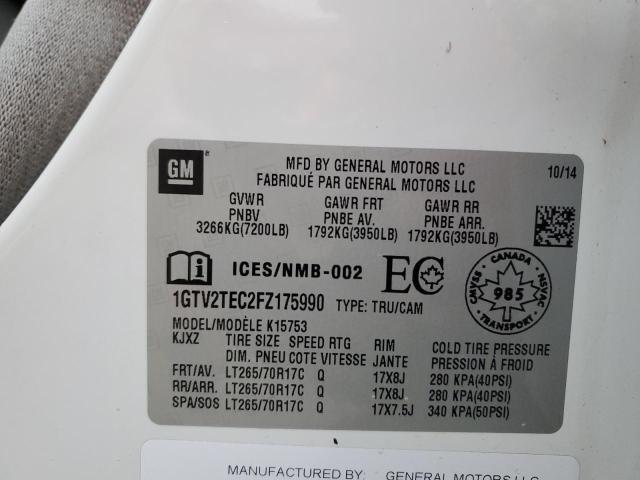 GM
MFD BY GENERAL MOTORS LLC 10/14
FABRIQUÉ PAR GENERAL MOTORS LLC
GVWR GAWR FRT GAWR RR
PNBV PNBE AV. PNBE ARR.
3266KG(7200LB) 1792KG(3950LB) 1792KG(3950LB)
ICES/NMB-002 EC
CANADA
CMVSS 985 NSVAC
1GTV2TEC2FZ175990 TYPE: TRU/CAM
MODEL/MODÈLE K15753
KJXZ TIRE SIZE SPEED RTG RIM COLD TIRE PRESSURE
DIM. PNEU COTE VITESSE JANTE PRESSION À FROID
FRT/AV. LT265/70R17C Q 17X8J 280 KPA(40PSI)
RR/ARR. LT265/70R17C Q 17X8J 280 KPA(40PSI)
SPA/SOS LT265/70R17C Q 17X7.5J 340 KPA(50PSI)
MANUFACTURED BY: GENERAL MOTORS LLC